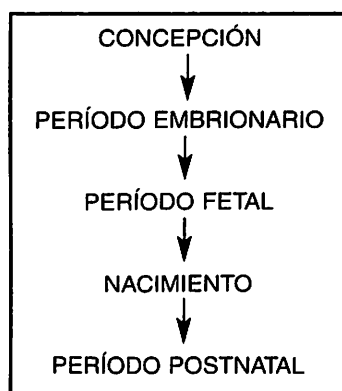 CONCEPCIÓN
PERÍODO EMBRIONARIO
PERÍODO FETAL
NACIMIENTO
PERÍODO POSTNATAL